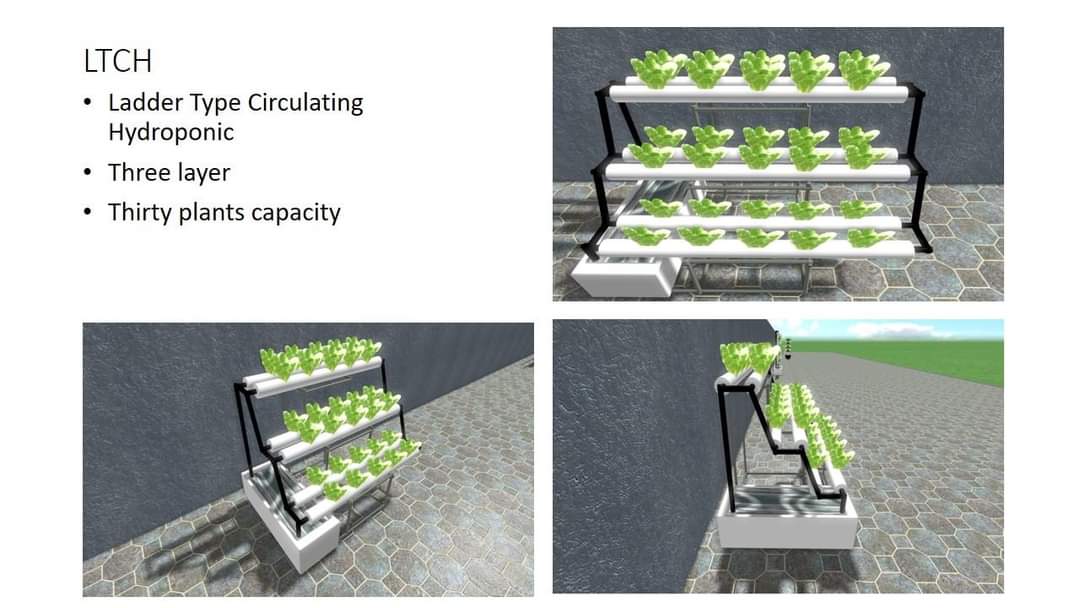 LTCH
• Ladder Type Circulating
Hydroponic
• Three layer
• Thirty plants capacity